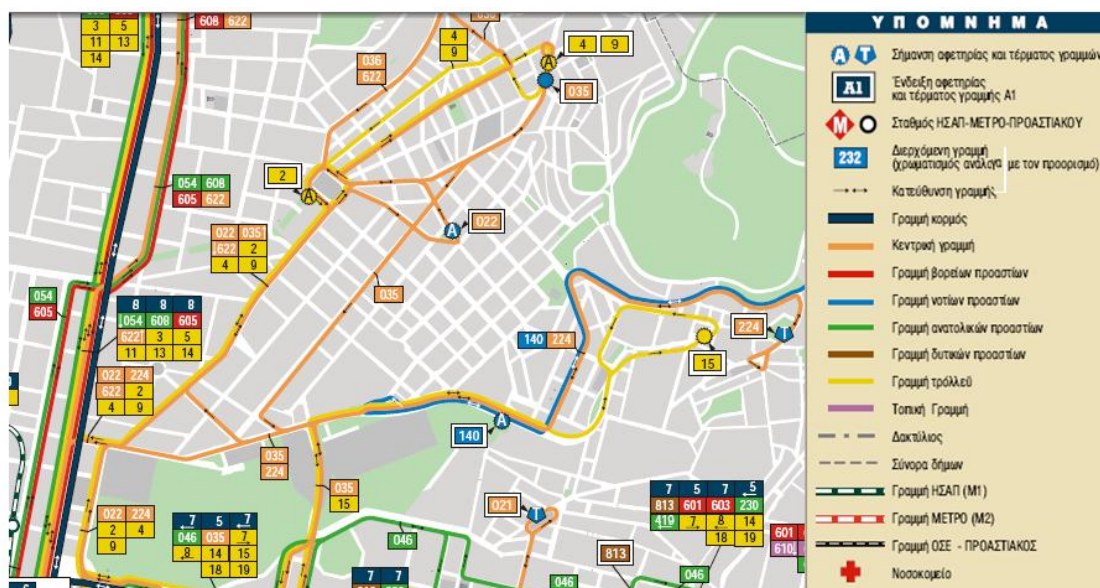 3 5
11 13
14
608 622
4
9
035
4 9
036
622
035
2
054 608
605 622
022
022 035↑
↓622 2
4 9
035
054
605
8 8 8
↓054 608 605
622↑ 3 5
11 13 14
140 224
224
15
022 224
622 2
4 9
140
035
224
035
15
022 224
2 4
9
7 5 7
046 035 7
8 14 15
18 19
021
046
7 5 7 5
813 601 603 230
419 7 8 14
18 19
813
601
610↓
046
046
7 7
ΥΠΟΜΝΗΜΑ
Α Τ Σήμανση αφετηρίας και τέρματος γραμμών
Α1 Ένδειξη αφετηρίας
και τέρματος γραμμής Α1
Μ Σταθμός ΗΣΑΠ-ΜΕΤΡΟ-ΠΡΟΑΣΤΙΑΚΟΥ
232 Διερχόμενη γραμμή
(χρωματισμός ανάλογα με τον προορισμό)
Κατεύθυνση γραμμής
Γραμμή κορμός
Κεντρική γραμμή
Γραμμή βορείων προαστίων
Γραμμή νοτίων προαστίων
Γραμμή ανατολικών προαστίων
Γραμμή δυτικών προαστίων
Γραμμή τρόλλεϋ
Τοπική Γραμμή
Δακτύλιος
Σύνορα δήμων
Γραμμή ΗΣΑΠ (Μ1)
Γραμμή ΜΕΤΡΟ (Μ2)
Γραμμή ΟΣΕ - ΠΡΟΑΣΤΙΑΚΟΣ
Νοσοκομείο